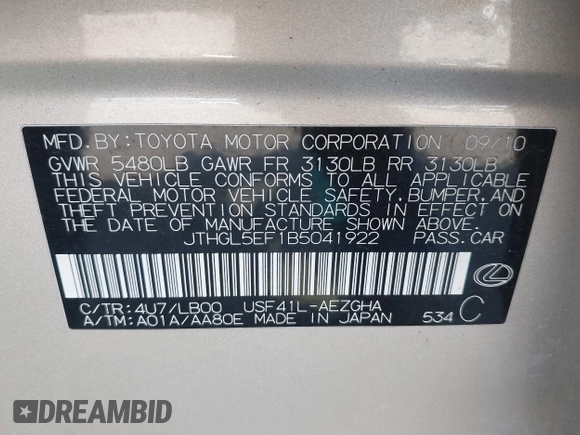 MFD.BY:TOYOTA MOTOR CORPORATION 09/10
GVWR 5480LB GAWR FR 3130LB RR 3130LB
THIS VEHICLE CONFORMS TO ALL APPLICABLE
FEDERAL MOTOR VEHICLE SAFETY,BUMPER,AND
THEFT PREVENTION STANDARDS IN EFFECT ON
THE DATE OF MANUFACTURE SHOWN ABOVE.
JTHGL5EF1B5041922 PASS.CAR
C/TR:4U7/LB00 USF41L-AEZGHA
A/TM:A01A/AA80E MADE IN JAPAN 534 C
DREAMBID